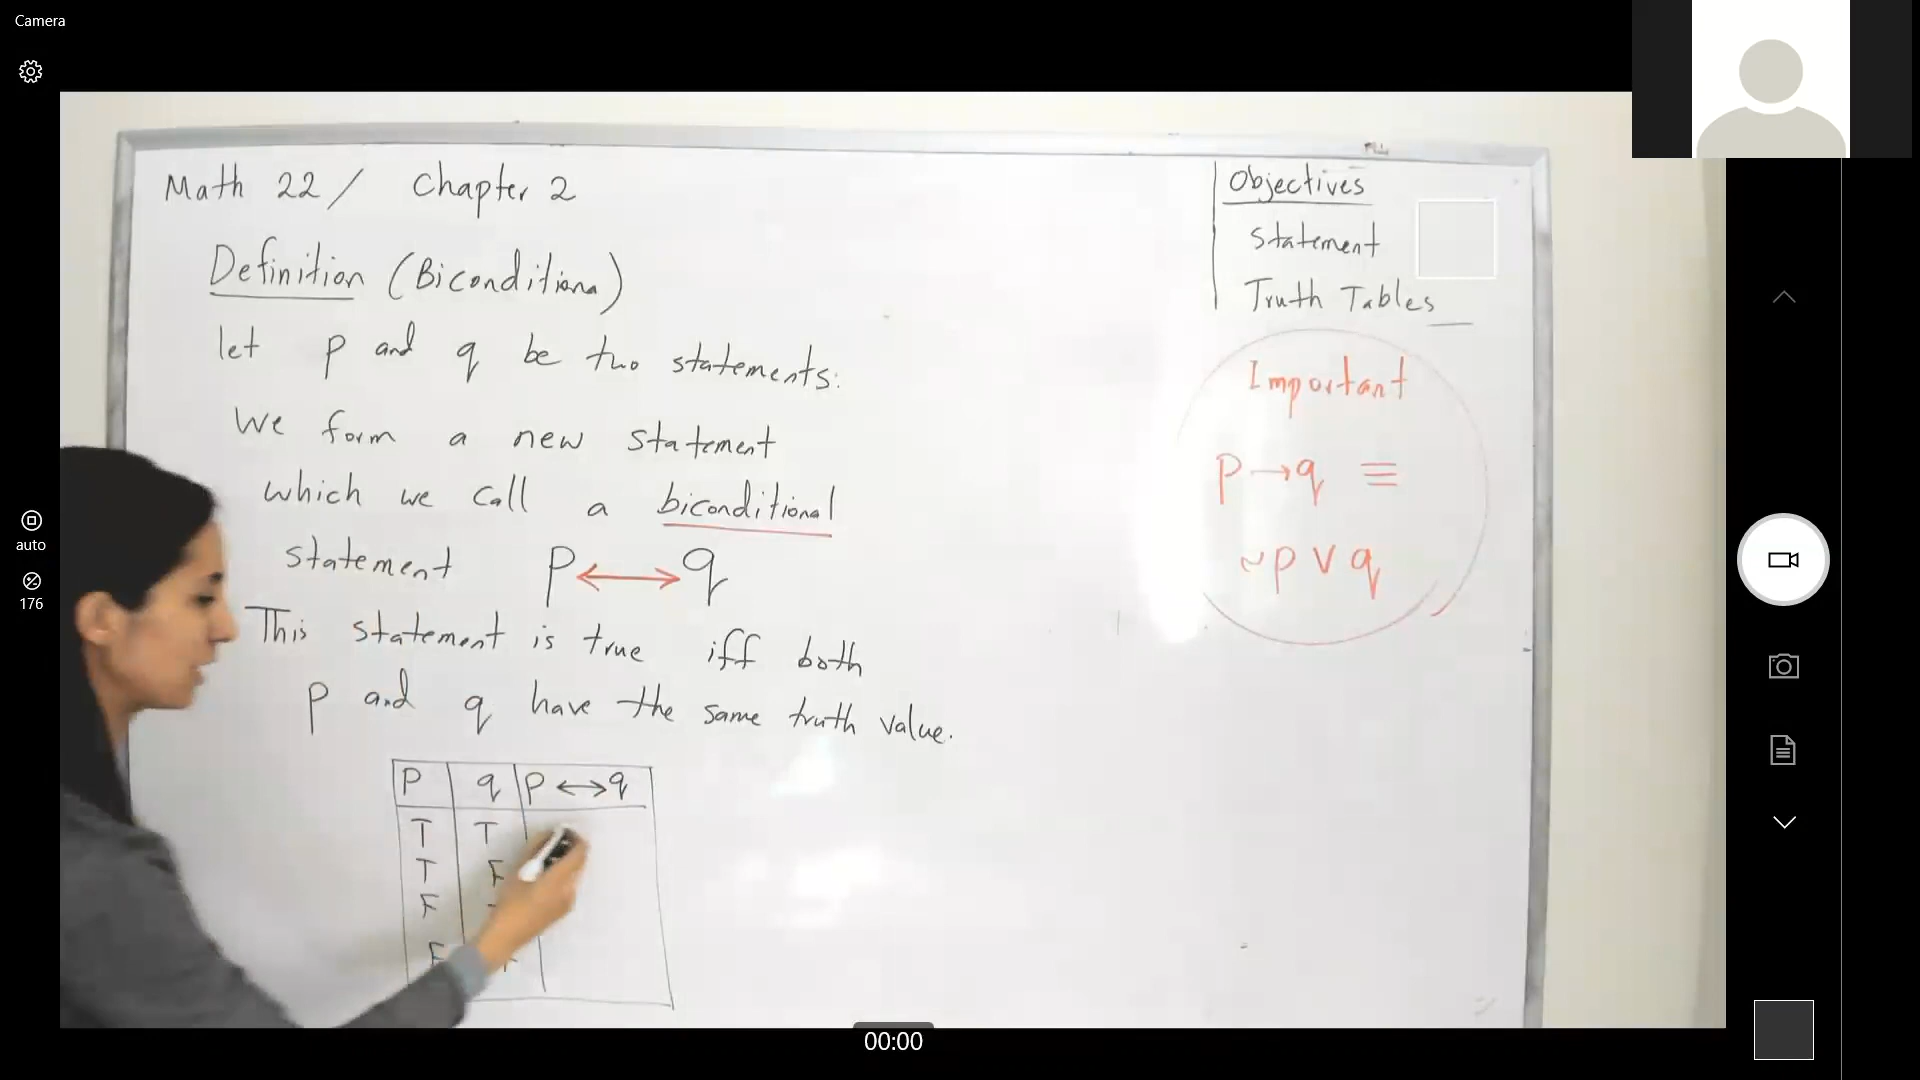 Camera
Math 22 / Chapter 2
Definition (Biconditional)
let p and q be two statements:
We form a new statement
which we call a biconditional
statement p ↔ q
This statement is true iff both
p and q have the same truth value.
p q p ↔ q
T T
T F
F
F F
Objectives
Statement
Truth Tables
Important
p → q ≡
~p ∨ q
auto
176
00:00